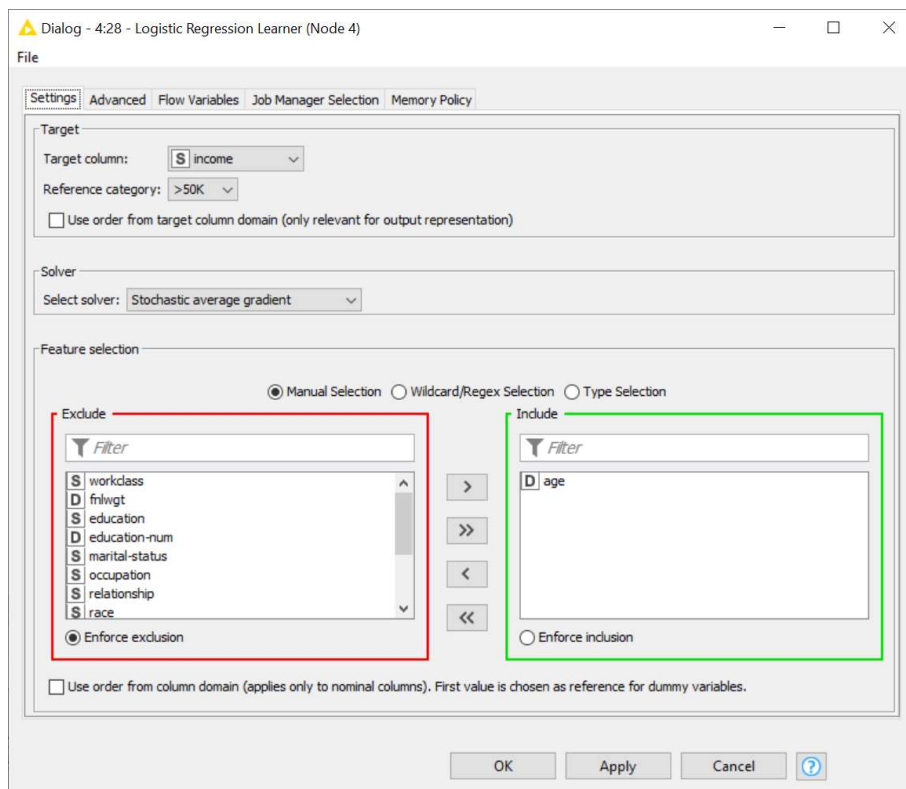 Dialog - 4:28 - Logistic Regression Learner (Node 4)
File
Settings Advanced Flow Variables Job Manager Selection Memory Policy
Target
Target column: S income
Reference category: >50K
Use order from target column domain (only relevant for output representation)
Solver
Select solver: Stochastic average gradient
Feature selection
Manual Selection Wildcard/Regex Selection Type Selection
Exclude Include
Filter Filter
S workclass > D age
D fnlwgt
S education
D education-num >>
S marital-status
S occupation <
S relationship
S race <<
Enforce exclusion Enforce inclusion
Use order from column domain (applies only to nominal columns). First value is chosen as reference for dummy variables.
OK Apply Cancel ?